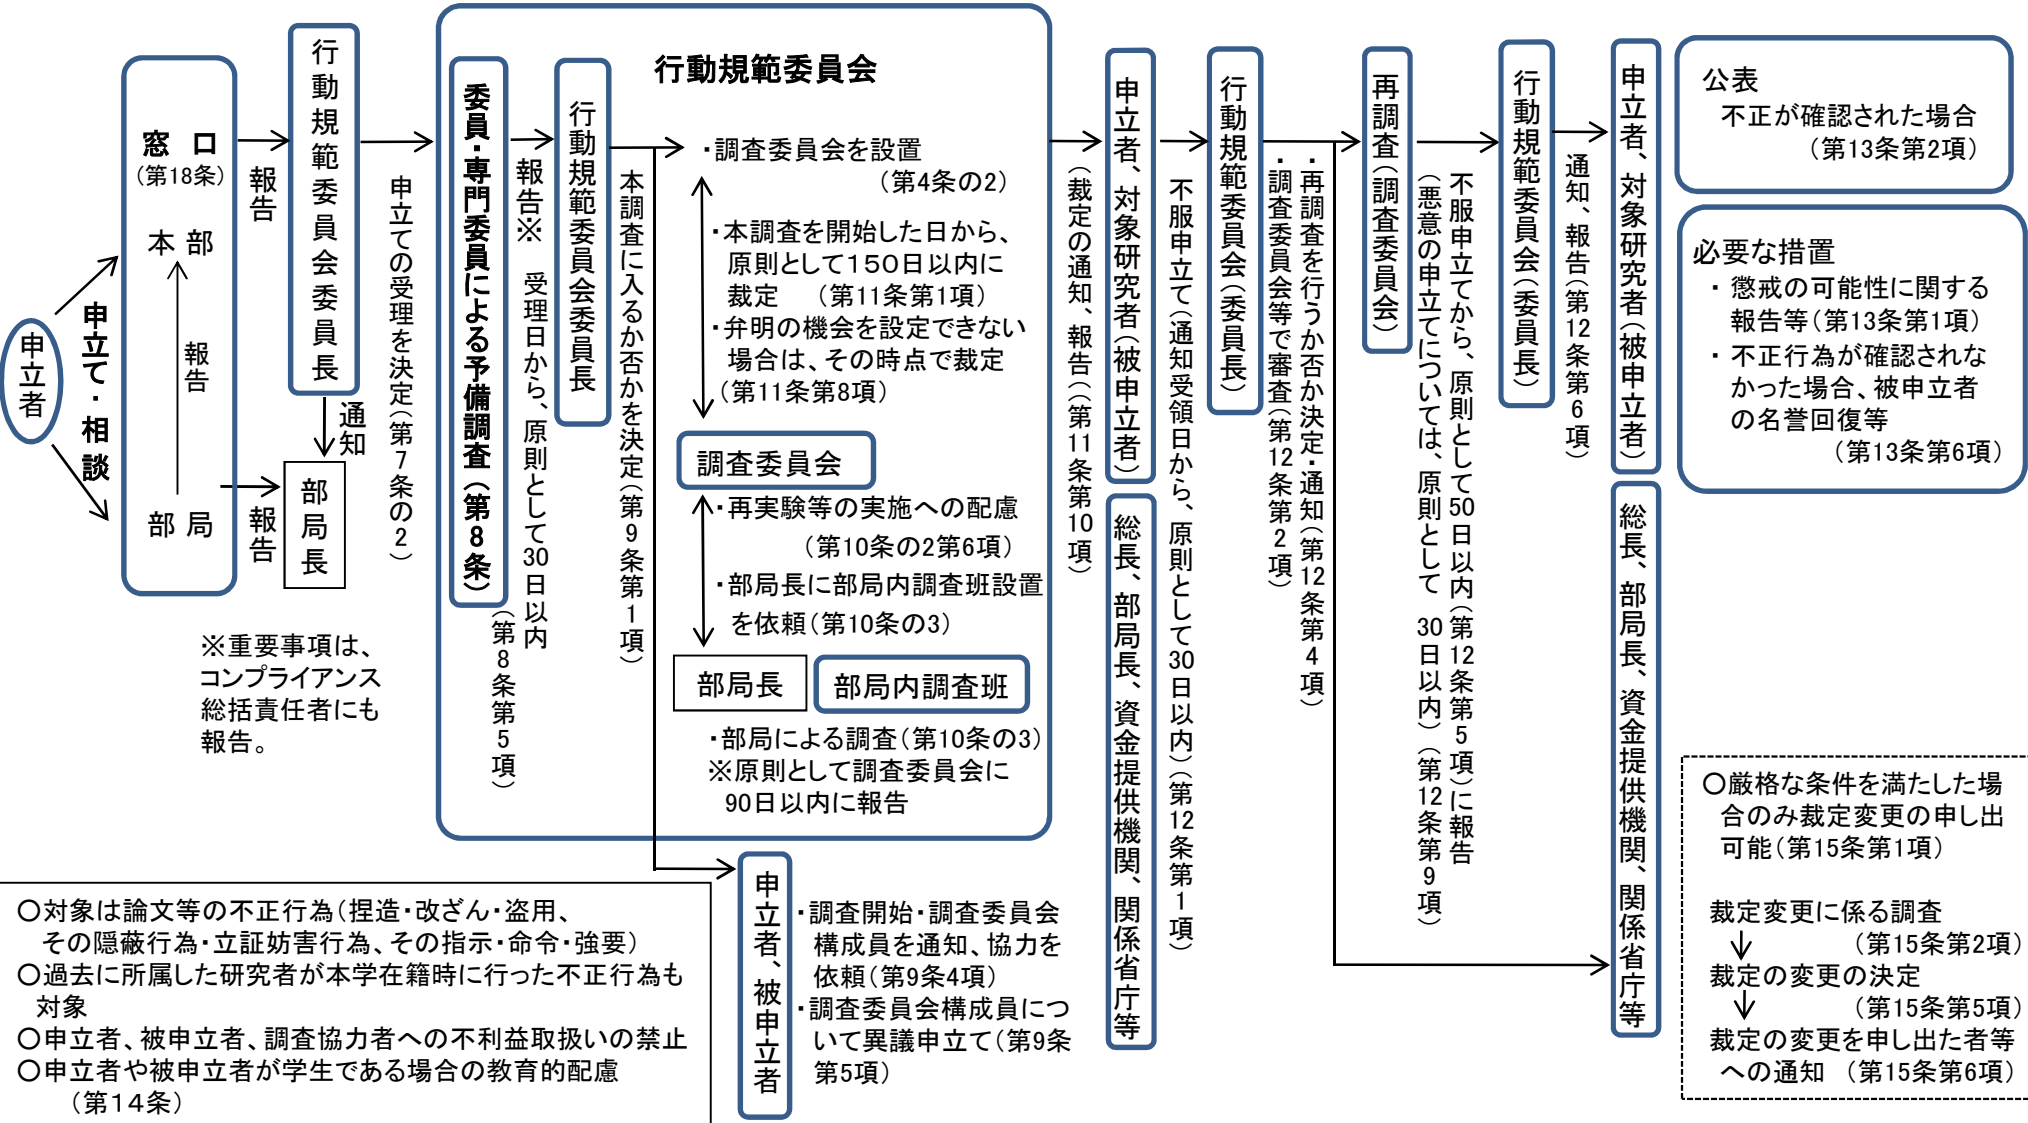 申立者
申立て・相談
窓 口
(第18条)
本 部
報告
部 局
報告
報告
行動規範委員会委員長
通知
部局長
※重要事項は、
コンプライアンス
総括責任者にも
報告。
申立ての受理を決定(第7条の2)
行動規範委員会
委員・専門委員による予備調査(第8条)
報告※ 受理日から、原則として30日以内
(第8条第5項)
行動規範委員会委員長
本調査に入るか否かを決定(第9条第1項)
・調査委員会を設置
(第4条の2)
・本調査を開始した日から、
原則として150日以内に
裁定 (第11条第1項)
・弁明の機会を設定できない
場合は、その時点で裁定
(第11条第8項)
調査委員会
・再実験等の実施への配慮
(第10条の2第6項)
・部局長に部局内調査班設置
を依頼(第10条の3)
部局長
部局内調査班
・部局による調査(第10条の3)
※原則として調査委員会に
90日以内に報告
申立者、被申立者
・調査開始・調査委員会
構成員を通知、協力を
依頼(第9条4項)
・調査委員会構成員につ
いて異議申立て(第9条
第5項)
(裁定の通知、報告((第11条第10項)
申立者、対象研究者(被申立者)
総長、部局長、資金提供機関、関係省庁等
不服申立て(通知受領日から、原則として30日以内)(第12条第1項)
行動規範委員会(委員長)
・再調査を行うか否か決定・通知(第12条第4項)
・調査委員会等で審査(第12条第2項)
再調査(調査委員会)
不服申立てから、原則として50日以内(第12条第5項)に報告
(悪意の申立てについては、原則として 30日以内)(第12条第9項)
行動規範委員会(委員長)
通知、報告(第12条第6項)
申立者、対象研究者(被申立者)
総長、部局長、資金提供機関、関係省庁等
公表
不正が確認された場合
(第13条第2項)
必要な措置
・ 懲戒の可能性に関する
報告等(第13条第1項)
・ 不正行為が確認されな
かった場合、被申立者
の名誉回復等
(第13条第6項)
〇厳格な条件を満たした場
合のみ裁定変更の申し出
可能(第15条第1項)
裁定変更に係る調査
(第15条第2項)
裁定の変更の決定
(第15条第5項)
裁定の変更を申し出た者等
への通知 (第15条第6項)
〇対象は論文等の不正行為(捏造・改ざん・盗用、
その隠蔽行為・立証妨害行為、その指示・命令・強要)
〇過去に所属した研究者が本学在籍時に行った不正行為も
対象
〇申立者、被申立者、調査協力者への不利益取扱いの禁止
〇申立者や被申立者が学生である場合の教育的配慮
(第14条)